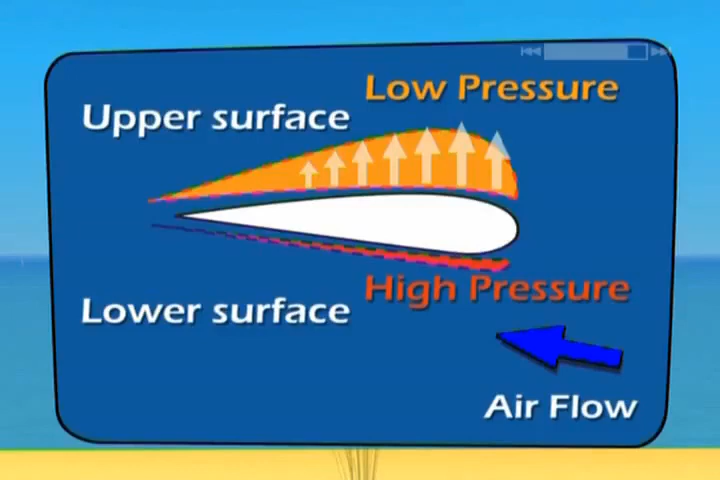 Low Pressure
Upper surface
High Pressure
Lower surface
Air Flow